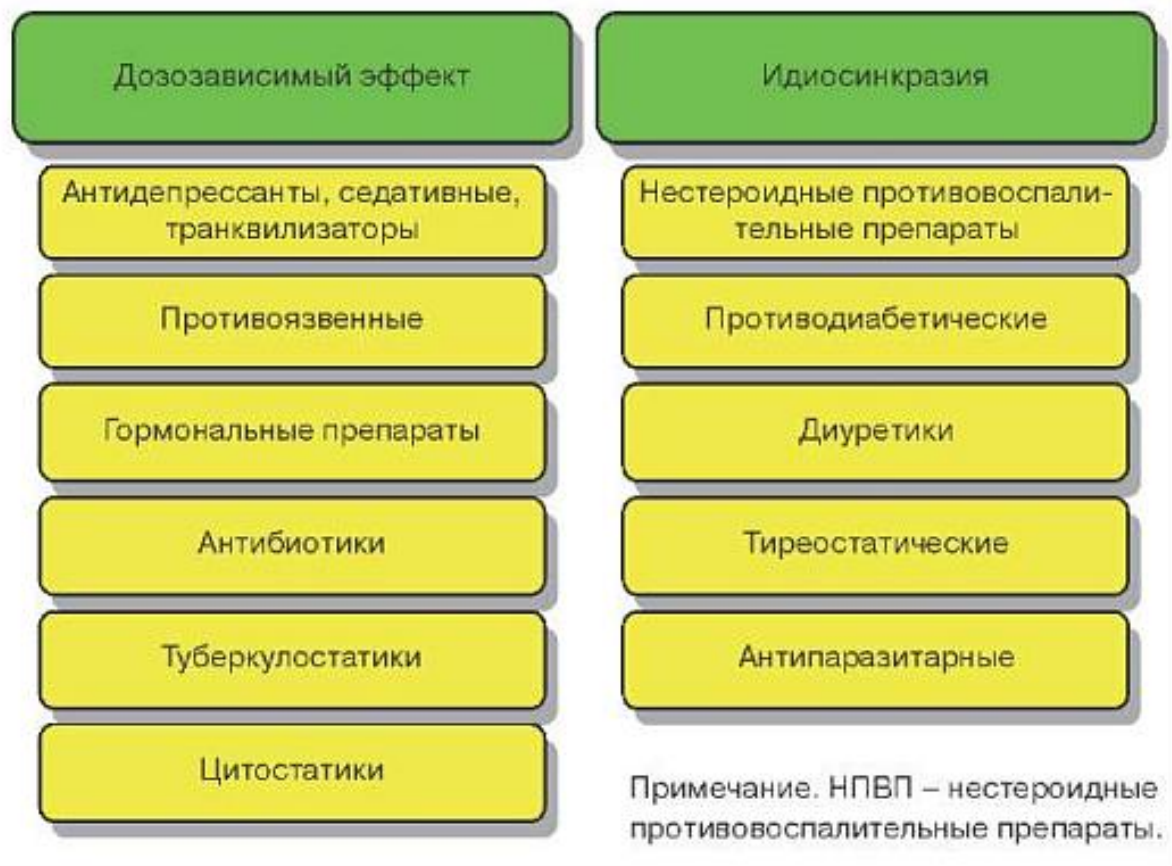 Дозозависимый эффект
Антидепрессанты, седативные,
транквилизаторы
Противоязвенные
Гормональные препараты
Антибиотики
Туберкулостатики
Цитостатики
Идиосинкразия
Нестероидные противовоспали-
тельные препараты
Противодиабетические
Диуретики
Тиреостатические
Антипаразитарные
Примечание. НПВП – нестероидные
противовоспалительные препараты.